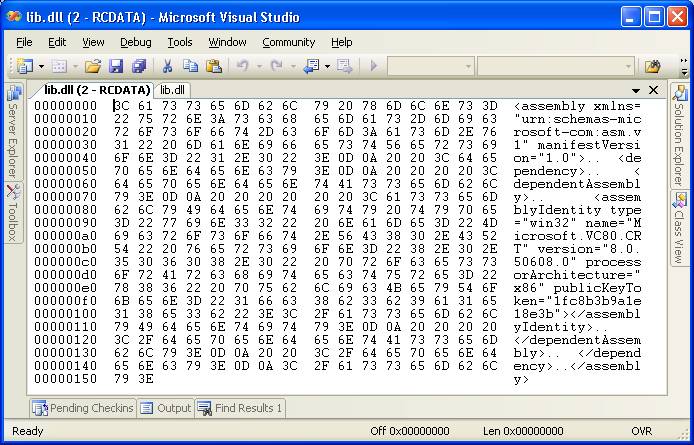 lib.dll (2 - RCDATA) - Microsoft Visual Studio
File Edit View Debug Tools Window Community Help
lib.dll (2 - RCDATA) lib.dll
Server Explorer
Toolbox
00000000 3C 61 73 73 65 6D 62 6C 79 20 78 6D 6C 6E 73 3D <assembly xmlns=
00000010 22 75 72 6E 3A 73 63 68 65 6D 61 73 2D 6D 69 63 "urn:schemas-mic
00000020 72 6F 73 6F 66 74 2D 63 6F 6D 3A 61 73 6D 2E 76 rosoft-com:asm.v
00000030 31 22 20 6D 61 6E 69 66 65 73 74 56 65 72 73 69 1" manifestVersi
00000040 6F 6E 3D 22 31 2E 30 22 3E 0D 0A 20 20 3C 64 65 on="1.0">..  <de
00000050 70 65 6E 64 65 6E 63 79 3E 0D 0A 20 20 20 20 3C pendency>..    <
00000060 64 65 70 65 6E 64 65 6E 74 41 73 73 65 6D 62 6C dependentAssembl
00000070 79 3E 0D 0A 20 20 20 20 20 20 3C 61 73 73 65 6D y>..      <assem
00000080 62 6C 79 49 64 65 6E 74 69 74 79 20 74 79 70 65 blyIdentity type
00000090 3D 22 77 69 6E 33 32 22 20 6E 61 6D 65 3D 22 4D ="win32" name="M
000000a0 69 63 72 6F 73 6F 66 74 2E 56 43 38 30 2E 43 52 icrosoft.VC80.CR
000000b0 54 22 20 76 65 72 73 69 6F 6E 3D 22 38 2E 30 2E T" version="8.0.
000000c0 35 30 36 30 38 2E 30 22 20 70 72 6F 63 65 73 73 50608.0" process
000000d0 6F 72 41 72 63 68 69 74 65 63 74 75 72 65 3D 22 orArchitecture="
000000e0 78 38 36 22 20 70 75 62 6C 69 63 4B 65 79 54 6F x86" publicKeyTo
000000f0 6B 65 6E 3D 22 31 66 63 38 62 33 62 39 61 31 65 ken="1fc8b3b9a1e
00000100 31 38 65 33 62 22 3E 3C 2F 61 73 73 65 6D 62 6C 18e3b"></assembl
00000110 79 49 64 65 6E 74 69 74 79 3E 0D 0A 20 20 20 20 yIdentity>..
00000120 3C 2F 64 65 70 65 6E 64 65 6E 74 41 73 73 65 6D </dependentAssem
00000130 62 6C 79 3E 0D 0A 20 20 3C 2F 64 65 70 65 6E 64 bly>..  </depend
00000140 65 6E 63 79 3E 0D 0A 3C 2F 61 73 73 65 6D 62 6C ency>..</assembl
00000150 79 3E y>
Solution Explorer
Class View
Pending Checkins Output Find Results 1
Ready Off 0x00000000 Len 0x00000000 OVR